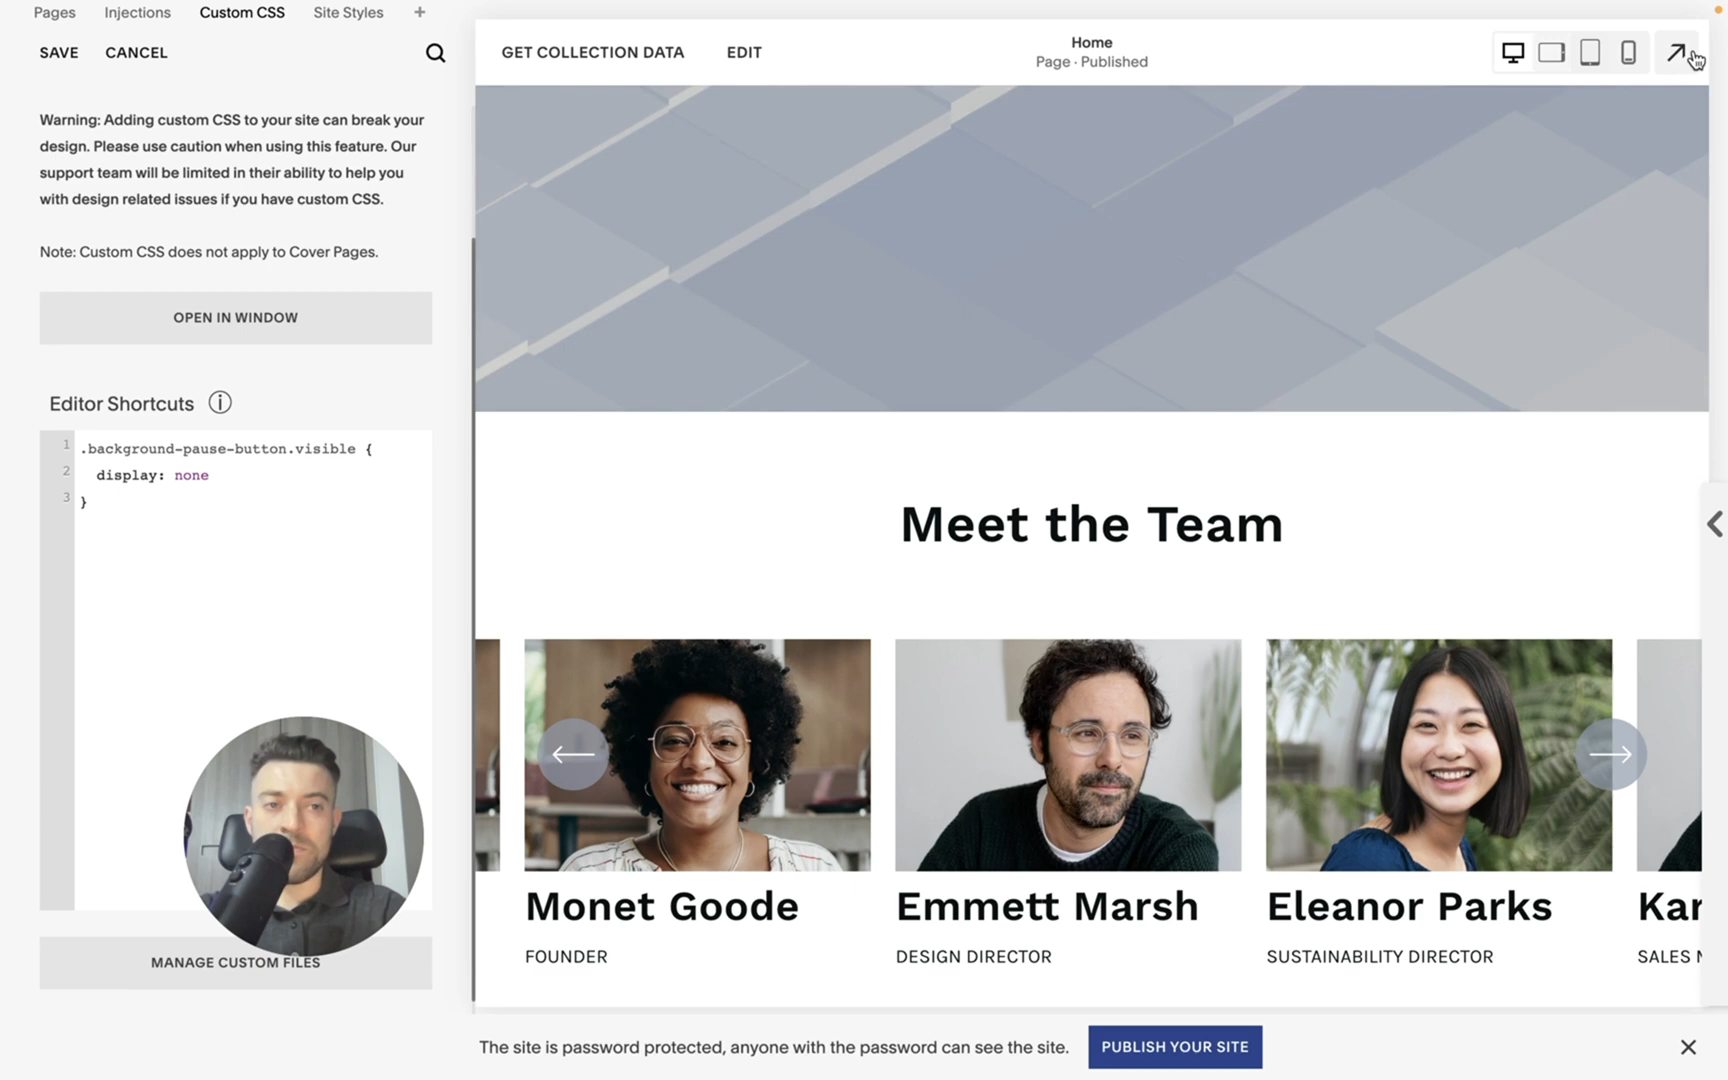 Pages
Injections
Custom CSS
Site Styles
+
SAVE
CANCEL
GET COLLECTION DATA
EDIT
Home
Page · Published
Warning: Adding custom CSS to your site can break your
design. Please use caution when using this feature. Our
support team will be limited in their ability to help you
with design related issues if you have custom CSS.
Note: Custom CSS does not apply to Cover Pages.
OPEN IN WINDOW
Editor Shortcuts
1 .background-pause-button.visible {
2 display: none
3 }
MANAGE CUSTOM FILES
Meet the Team
Monet Goode
FOUNDER
Emmett Marsh
DESIGN DIRECTOR
Eleanor Parks
SUSTAINABILITY DIRECTOR
Kar
SALES
The site is password protected, anyone with the password can see the site.
PUBLISH YOUR SITE